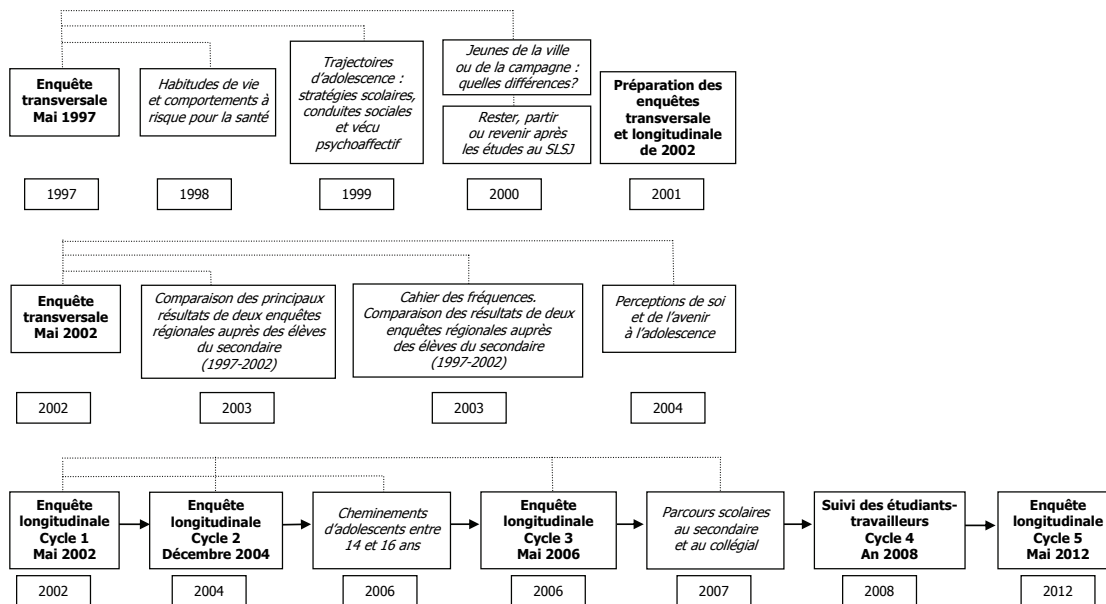 Enquête
transversale
Mai 1997
Habitudes de vie
et comportements à
risque pour la santé
Trajectoires
d'adolescence :
stratégies scolaires,
conduites sociales
et vécu
psychoaffectif
Jeunes de la ville
ou de la campagne :
quelles différences?
Rester, partir
ou revenir après
les études au SLSJ
Préparation des
enquêtes
transversale
et longitudinale
de 2002
1997
1998
1999
2000
2001
Enquête
transversale
Mai 2002
Comparaison des principaux
résultats de deux enquêtes
régionales auprès des élèves
du secondaire
(1997-2002)
Cahier des fréquences.
Comparaison des résultats de deux
enquêtes régionales auprès
des élèves du secondaire
(1997-2002)
Perceptions de soi
et de l'avenir
à l'adolescence
2002
2003
2003
2004
Enquête
longitudinale
Cycle 1
Mai 2002
Enquête
longitudinale
Cycle 2
Décembre 2004
Cheminements
d'adolescents entre
14 et 16 ans
Enquête
longitudinale
Cycle 3
Mai 2006
Parcours scolaires
au secondaire
et au collégial
Suivi des étudiants-
travailleurs
Cycle 4
An 2008
Enquête
longitudinale
Cycle 5
Mai 2012
2002
2004
2006
2006
2007
2008
2012